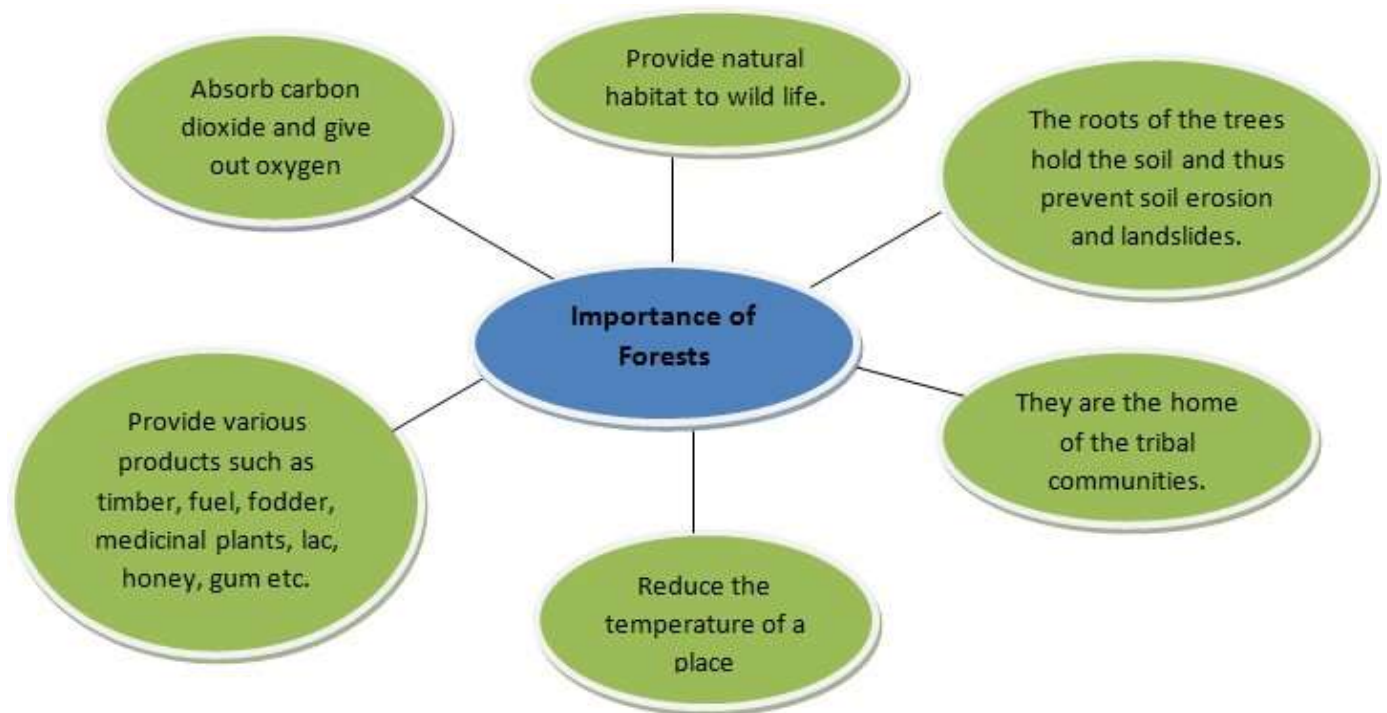 Absorb carbon
dioxide and give
out oxygen
Provide natural
habitat to wild life.
The roots of the trees
hold the soil and thus
prevent soil erosion
and landslides.
Importance of
Forests
They are the home
of the tribal
communities.
Provide various
products such as
timber, fuel, fodder,
medicinal plants, lac,
honey, gum etc.
Reduce the
temperature of a
place